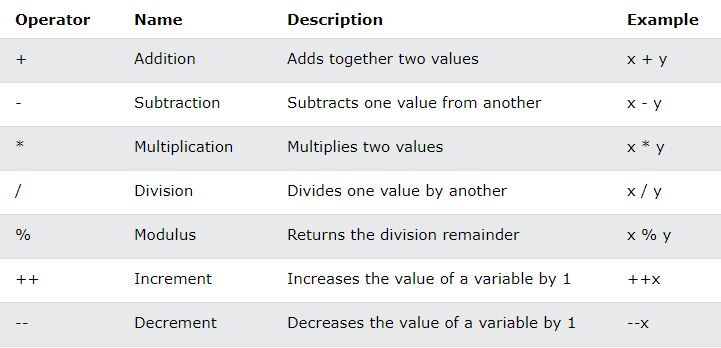 Operator Name Description Example
+ Addition Adds together two values x + y
- Subtraction Subtracts one value from another x - y
* Multiplication Multiplies two values x * y
/ Division Divides one value by another x / y
% Modulus Returns the division remainder x % y
++ Increment Increases the value of a variable by 1 ++x
-- Decrement Decreases the value of a variable by 1 --x